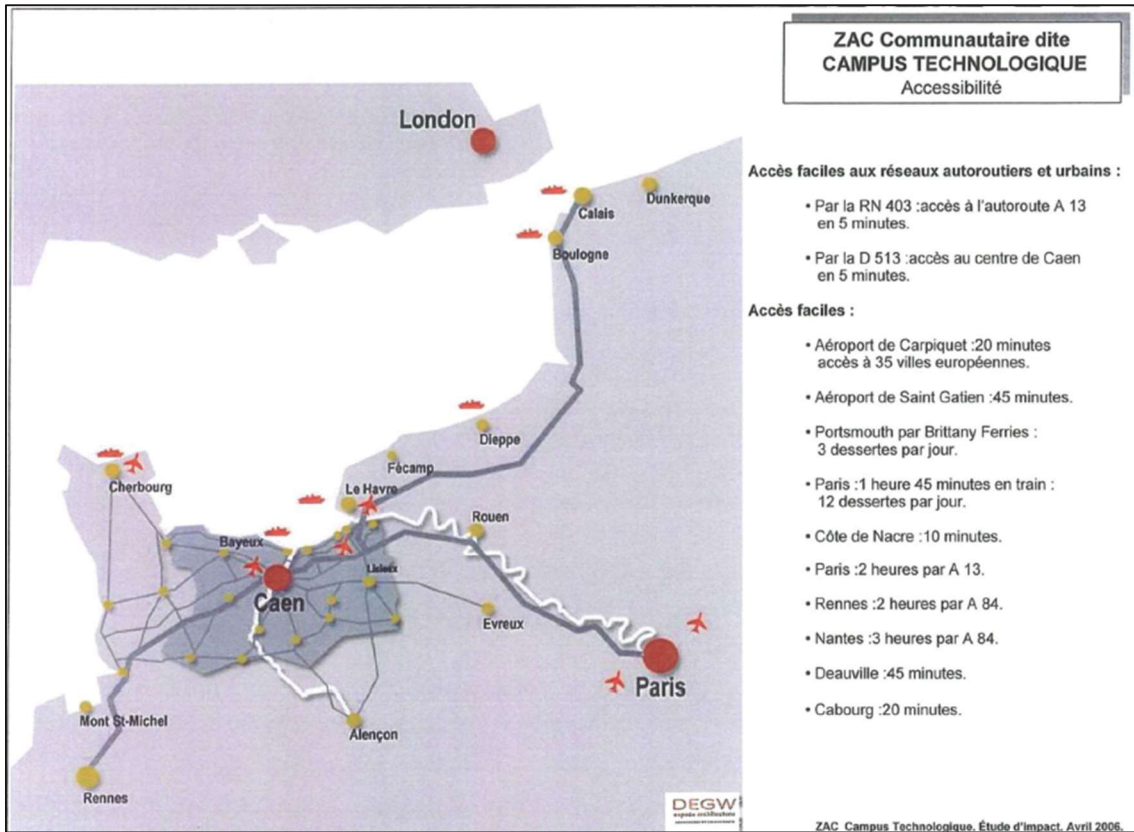 ZAC Communautaire dite
CAMPUS TECHNOLOGIQUE
Accessibilité
London
Calais
Dunkerque
Boulogne
Dieppe
Fécamp
Cherbourg
Le Havre
Rouen
Bayeux
Lisieux
Caen
Evreux
Paris
Mont St-Michel
Alençon
Rennes
Accès faciles aux réseaux autoroutiers et urbains :
• Par la RN 403 :accès à l'autoroute A 13
en 5 minutes.
• Par la D 513 :accès au centre de Caen
en 5 minutes.
Accès faciles :
• Aéroport de Carpiquet :20 minutes
accès à 35 villes européennes.
• Aéroport de Saint Gatien :45 minutes.
• Portsmouth par Brittany Ferries :
3 dessertes par jour.
• Paris :1 heure 45 minutes en train :
12 dessertes par jour.
• Côte de Nacre :10 minutes.
• Paris :2 heures par A 13.
• Rennes :2 heures par A 84.
• Nantes :3 heures par A 84.
• Deauville :45 minutes.
• Cabourg :20 minutes.
DEGW
ZAC Campus Technologique. Étude d'impact. Avril 2006.